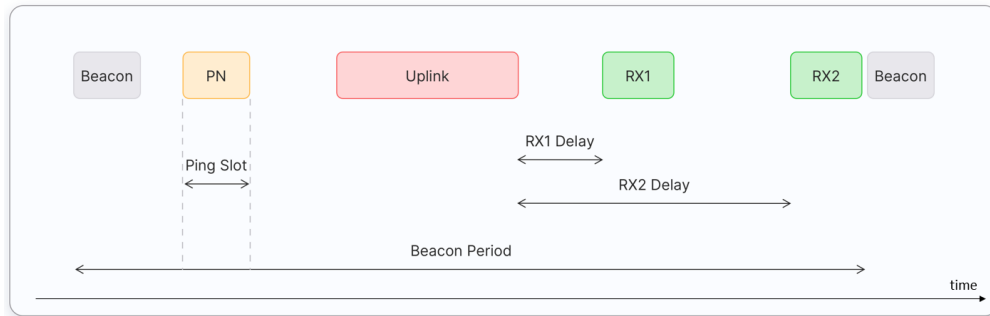 Beacon
PN
Uplink
RX1
RX2
Beacon
RX1 Delay
Ping Slot
RX2 Delay
Beacon Period
time